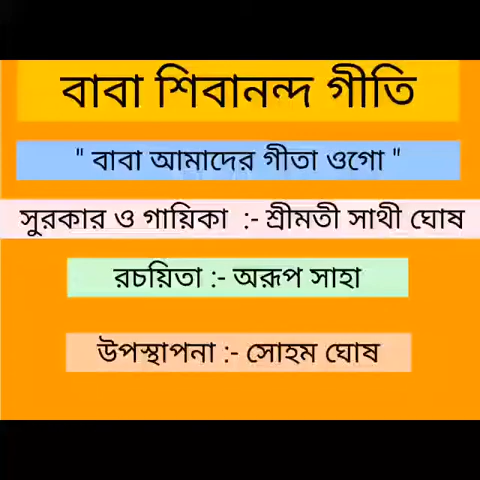 বাবা শিবানন্দ গীতি
" বাবা আমাদের গীতা ওগো "
সুরকার ও গায়িকা :- শ্রীমতী সাথী ঘোষ
রচয়িতা :- অরূপ সাহা
উপস্থাপনা :- সোহম ঘোষ